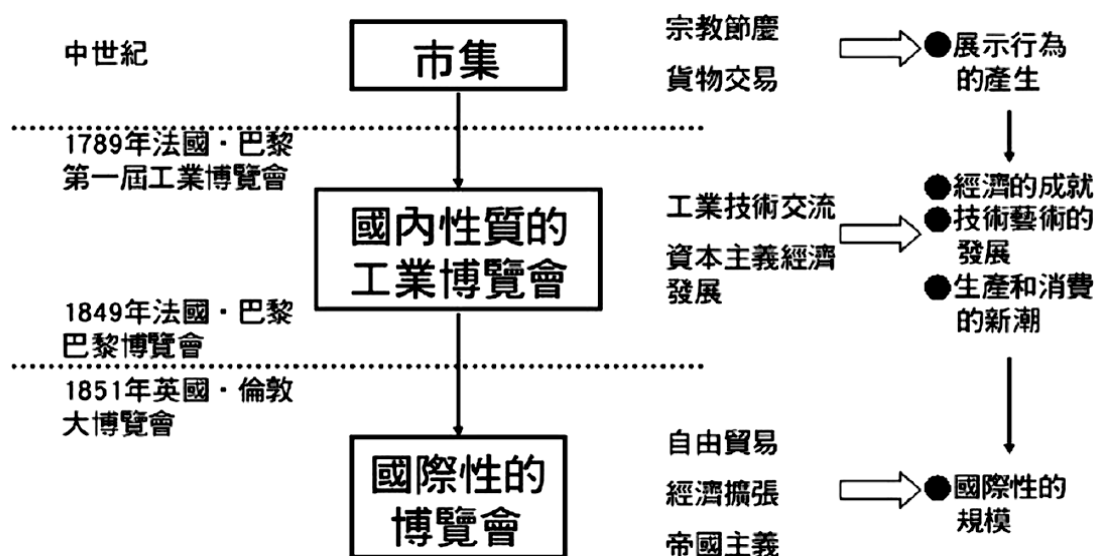 中世紀
市集
宗教節慶
貨物交易
●展示行為
的產生
1789年法國·巴黎
第一屆工業博覽會
國內性質的
工業博覽會
工業技術交流
資本主義經濟
發展
●經濟的成就
●技術藝術的
發展
●生產和消費
的新潮
1849年法國·巴黎
巴黎博覽會
1851年英國·倫敦
大博覽會
國際性的
博覽會
自由貿易
經濟擴張
帝國主義
●國際性的
規模